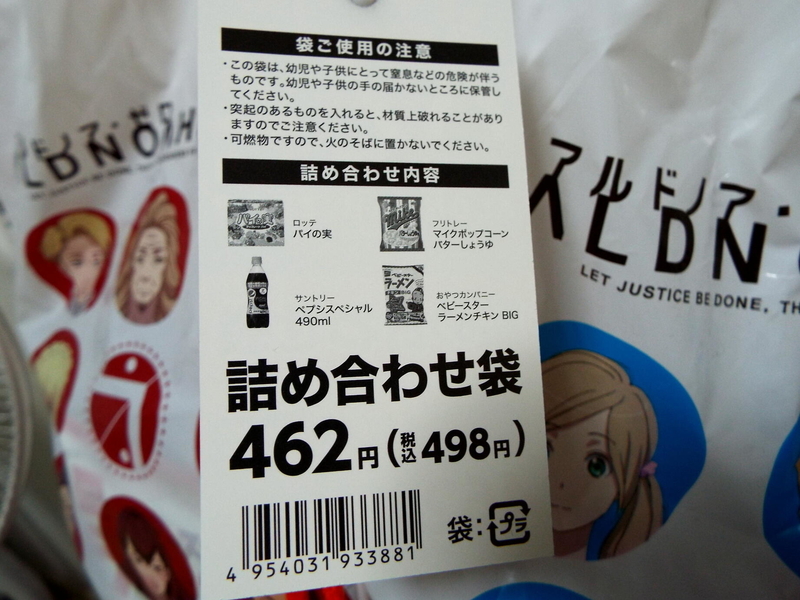 袋ご使用の注意
・この袋は、幼児や子供にとって窒息などの危険が伴う
ものです。幼児や子供の手の届かないところに保管し
てください。
・突起のあるものを入れると、材質上破れることがあり
ますのでご注意ください。
・可燃物ですので、火のそばに置かないでください。
詰め合わせ内容
ロッテ
パイの実
フリトレー
マイクポップコーン
バターしょうゆ
サントリー
ペプシスペシャル
490ml
おやつカンパニー
ベビースター
ラーメンチキン BIG
詰め合わせ袋
462円(税込498円)
4 954031 933881
袋: プラ
アルドノア・
ALDN
LET JUSTICE BE DONE, TH